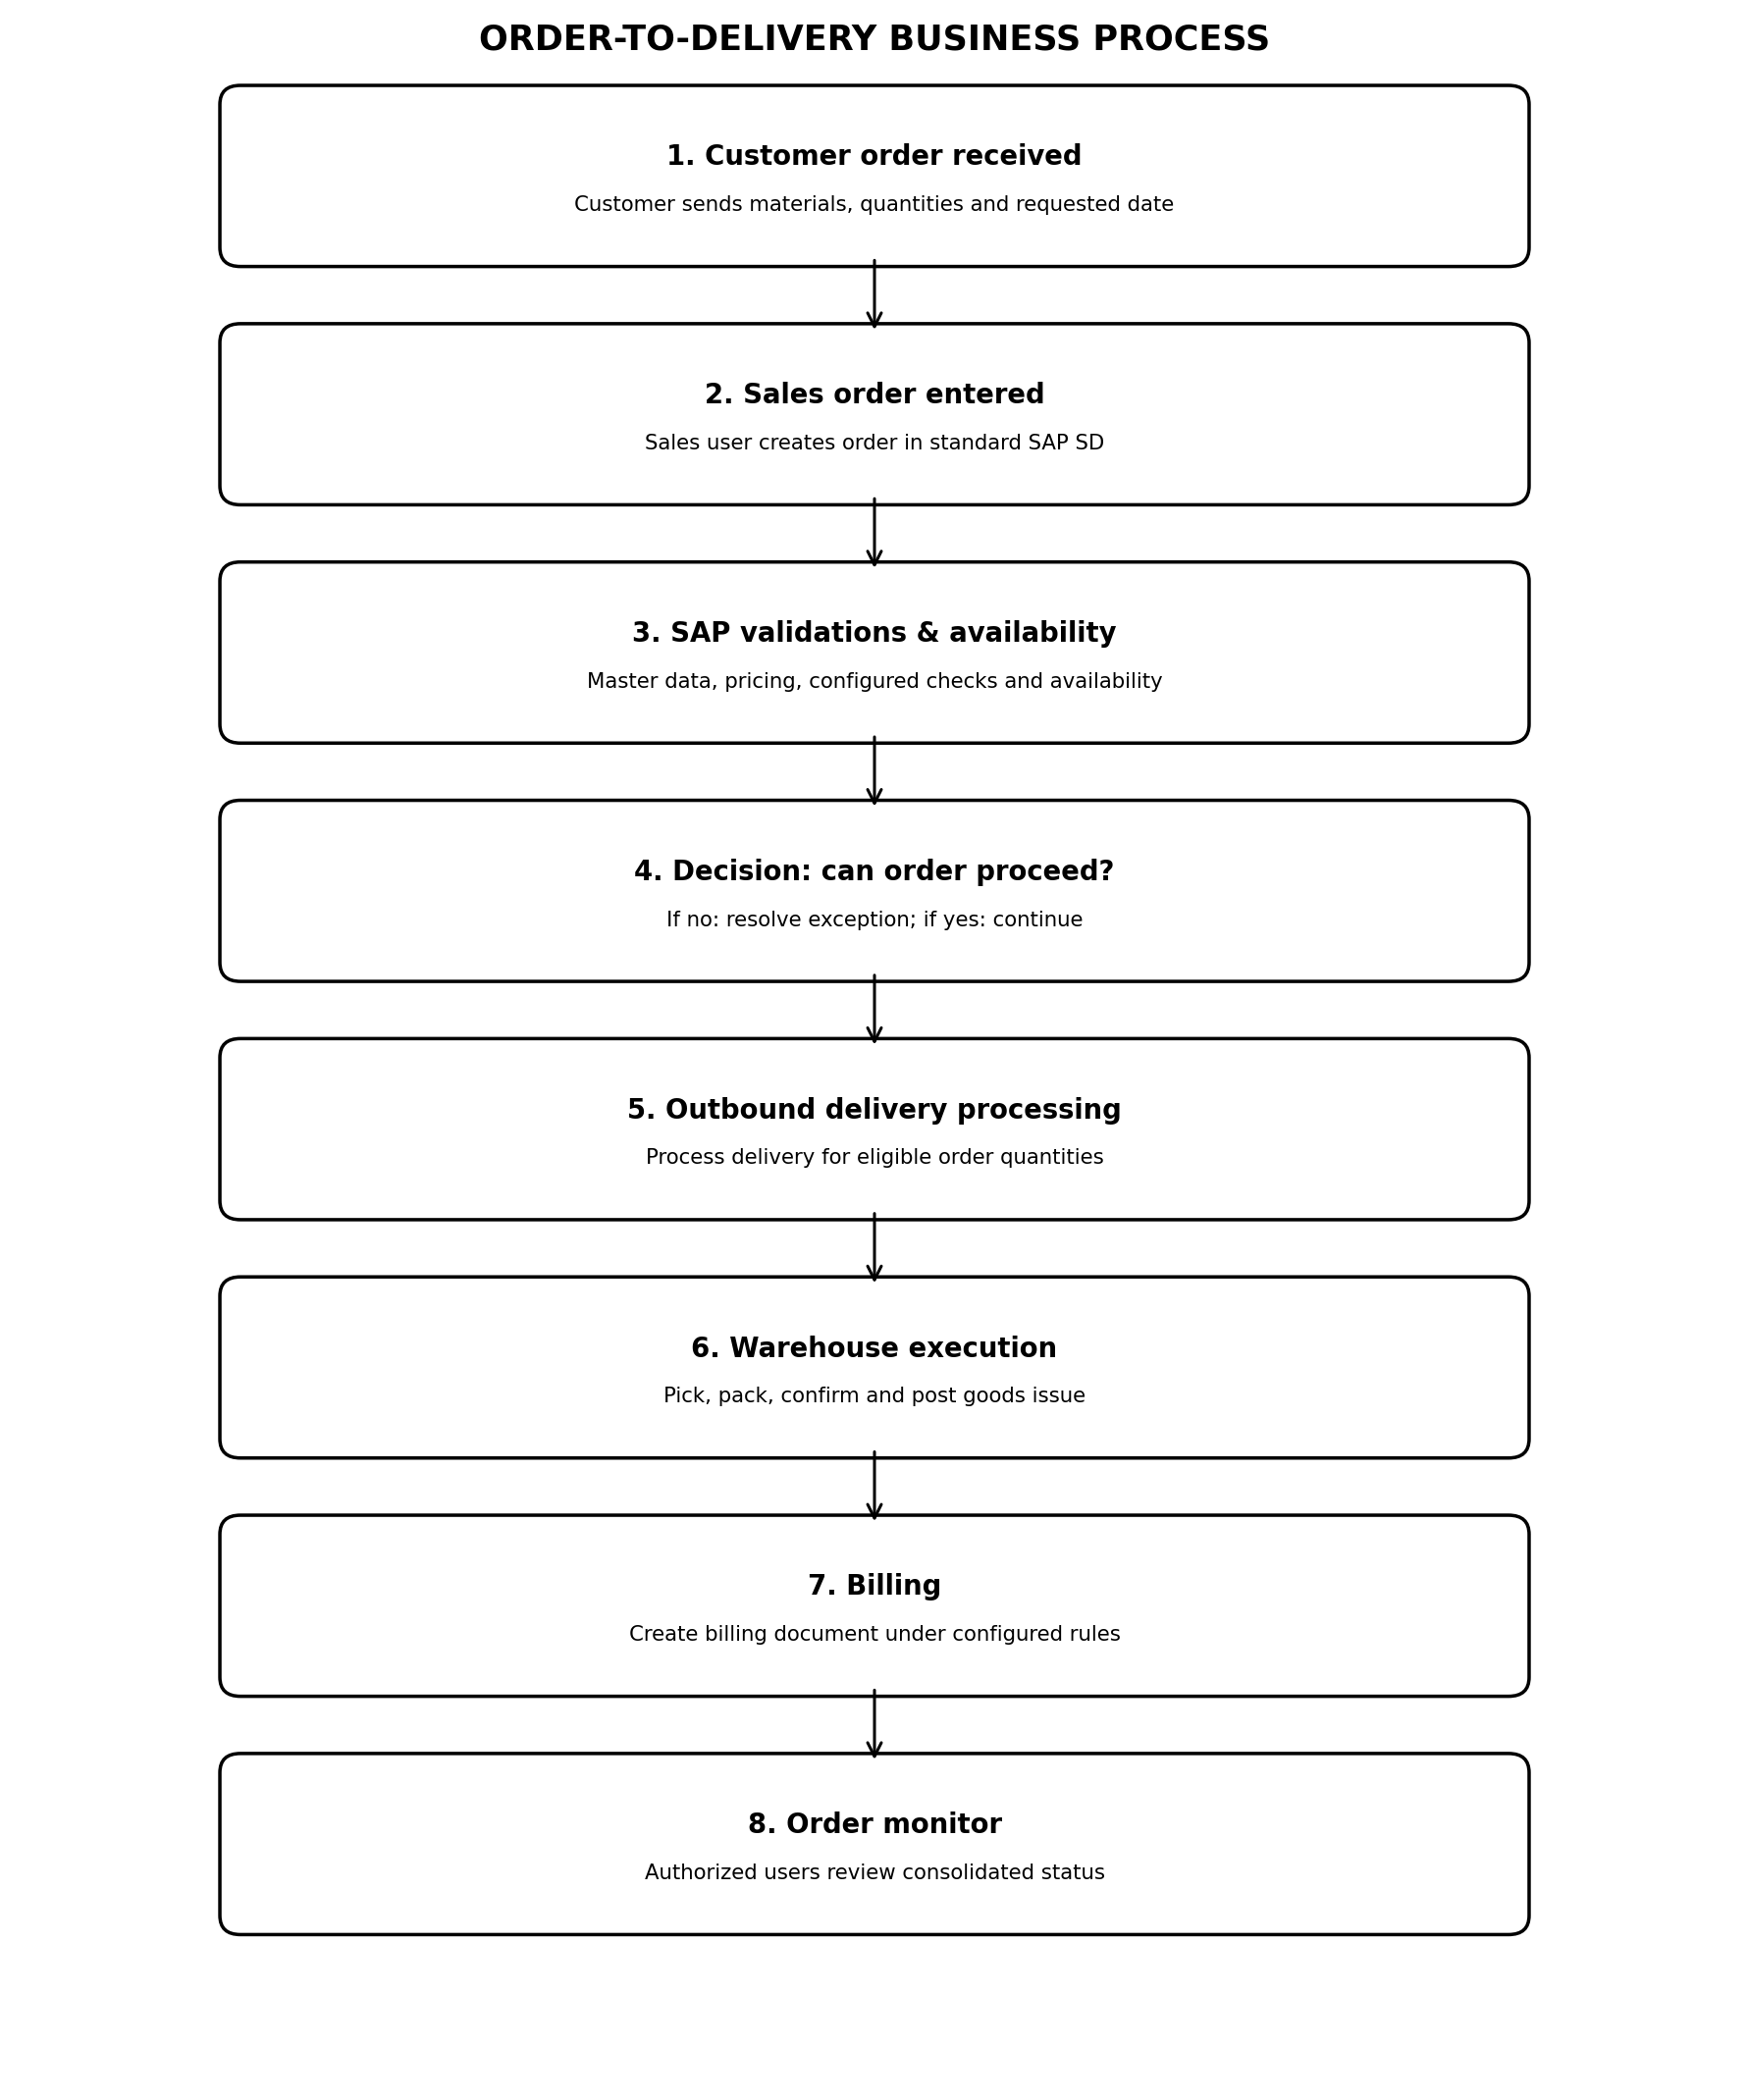 ORDER-TO-DELIVERY BUSINESS PROCESS
1. Customer order received
Customer sends materials, quantities and requested date
2. Sales order entered
Sales user creates order in standard SAP SD
3. SAP validations & availability
Master data, pricing, configured checks and availability
4. Decision: can order proceed?
If no: resolve exception; if yes: continue
5. Outbound delivery processing
Process delivery for eligible order quantities
6. Warehouse execution
Pick, pack, confirm and post goods issue
7. Billing
Create billing document under configured rules
8. Order monitor
Authorized users review consolidated status